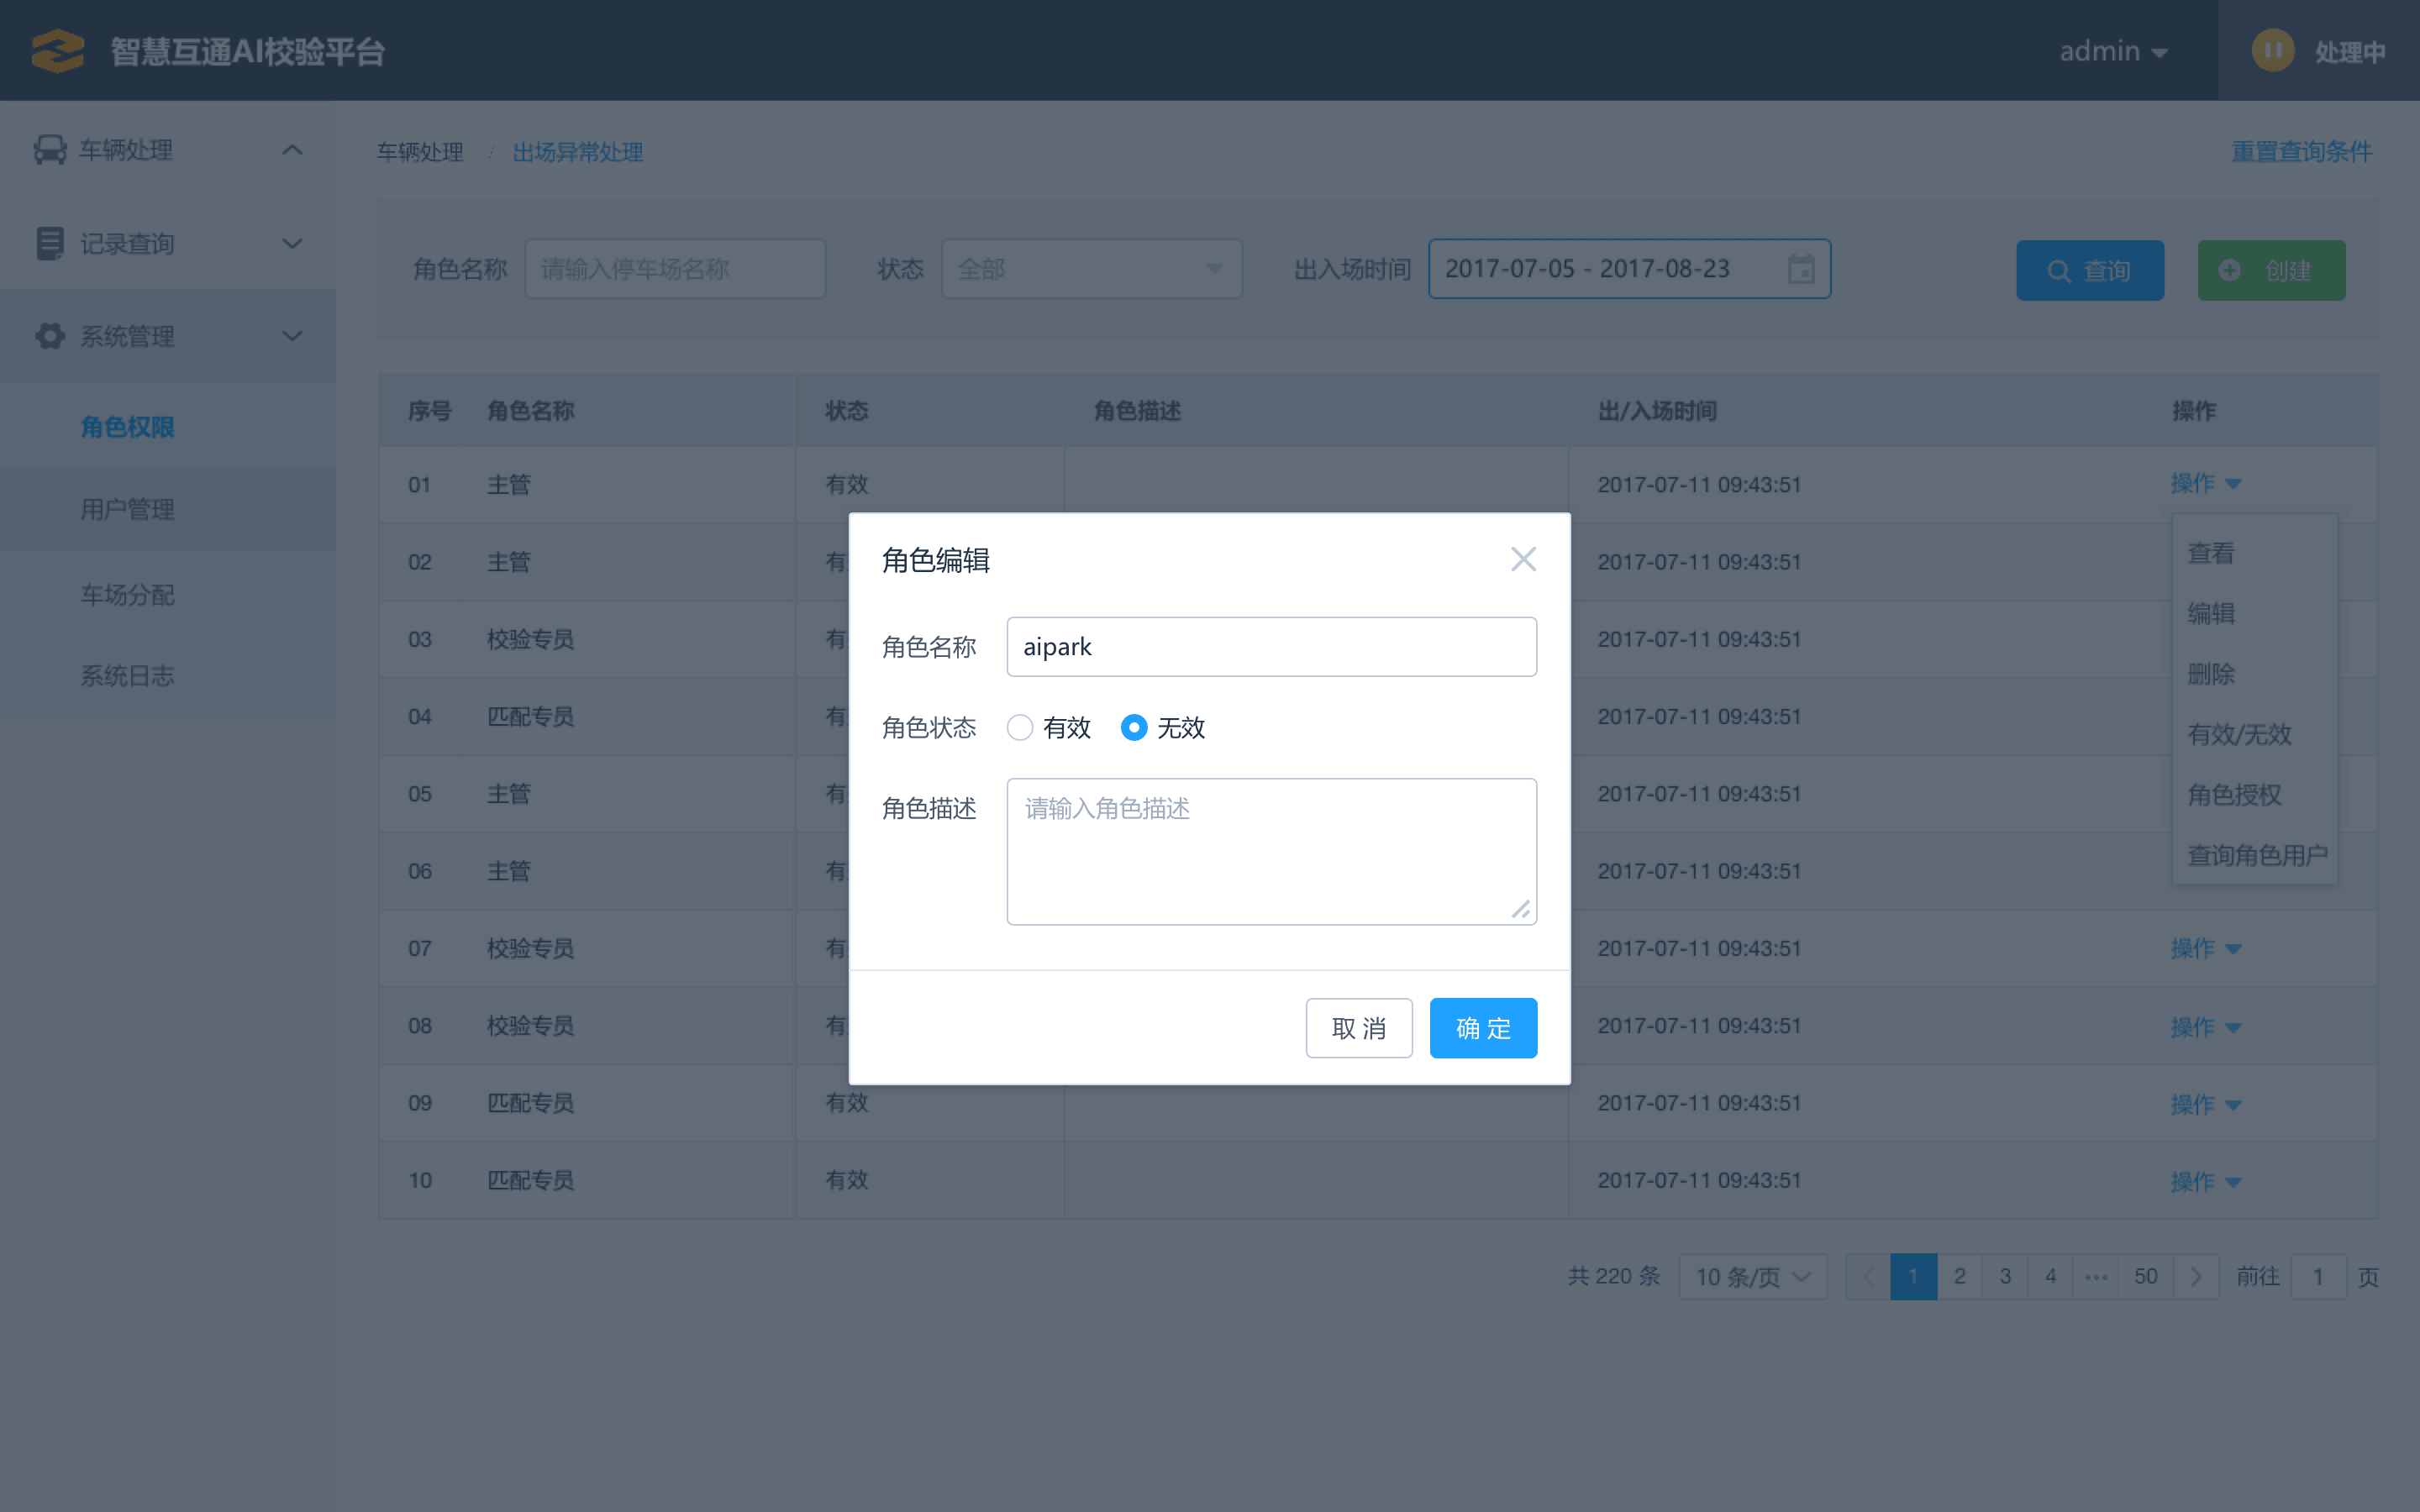 智慧互通AI校验平台
admin
处理中
车辆处理
记录查询
系统管理
角色权限
用户管理
车场分配
系统日志
车辆处理 / 出场异常处理
重置查询条件
角色名称 请输入停车场名称 状态 全部 出入场时间 2017-07-05 - 2017-08-23 查询 创建
序号 角色名称 状态 角色描述 出/入场时间 操作
01 主管 有效 2017-07-11 09:43:51 操作
02 主管 有 2017-07-11 09:43:51
03 校验专员 有 2017-07-11 09:43:51
04 匹配专员 有 2017-07-11 09:43:51
05 主管 有 2017-07-11 09:43:51
06 主管 有 2017-07-11 09:43:51
07 校验专员 有 2017-07-11 09:43:51 操作
08 校验专员 有 2017-07-11 09:43:51 操作
09 匹配专员 有效 2017-07-11 09:43:51 操作
10 匹配专员 有效 2017-07-11 09:43:51 操作
查看
编辑
删除
有效/无效
角色授权
查询角色用户
角色编辑
角色名称 aipark
角色状态 有效 无效
角色描述 请输入角色描述
取 消 确 定
共 220 条 10 条/页 1 2 3 4 ••• 50 前往 1 页